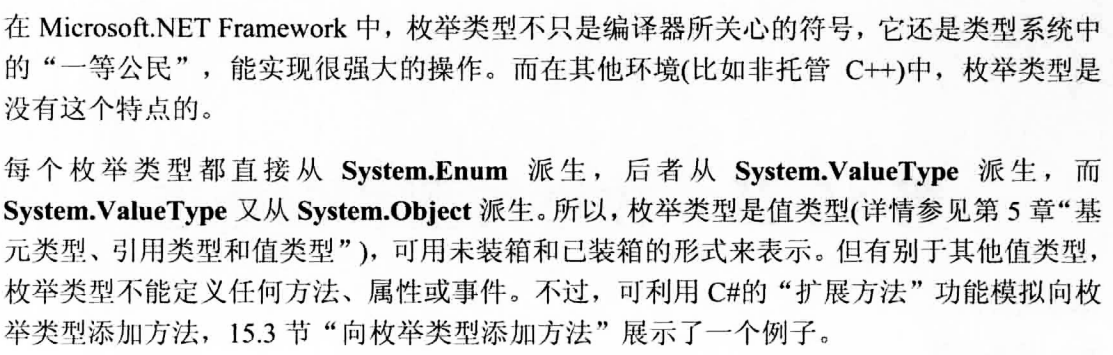 在 Microsoft.NET Framework 中，枚举类型不只是编译器所关心的符号，它还是类型系统中
的“一等公民”，能实现很强大的操作。而在其他环境(比如非托管 C++)中，枚举类型是
没有这个特点的。
每个枚举类型都直接从 System.Enum 派生，后者从 System.ValueType 派生，而
System.ValueType 又从 System.Object 派生。所以，枚举类型是值类型(详情参见第 5 章“基
元类型、引用类型和值类型”)，可用未装箱和已装箱的形式来表示。但有别于其他值类型，
枚举类型不能定义任何方法、属性或事件。不过，可利用 C#的“扩展方法”功能模拟向枚
举类型添加方法，15.3 节“向枚举类型添加方法”展示了一个例子。